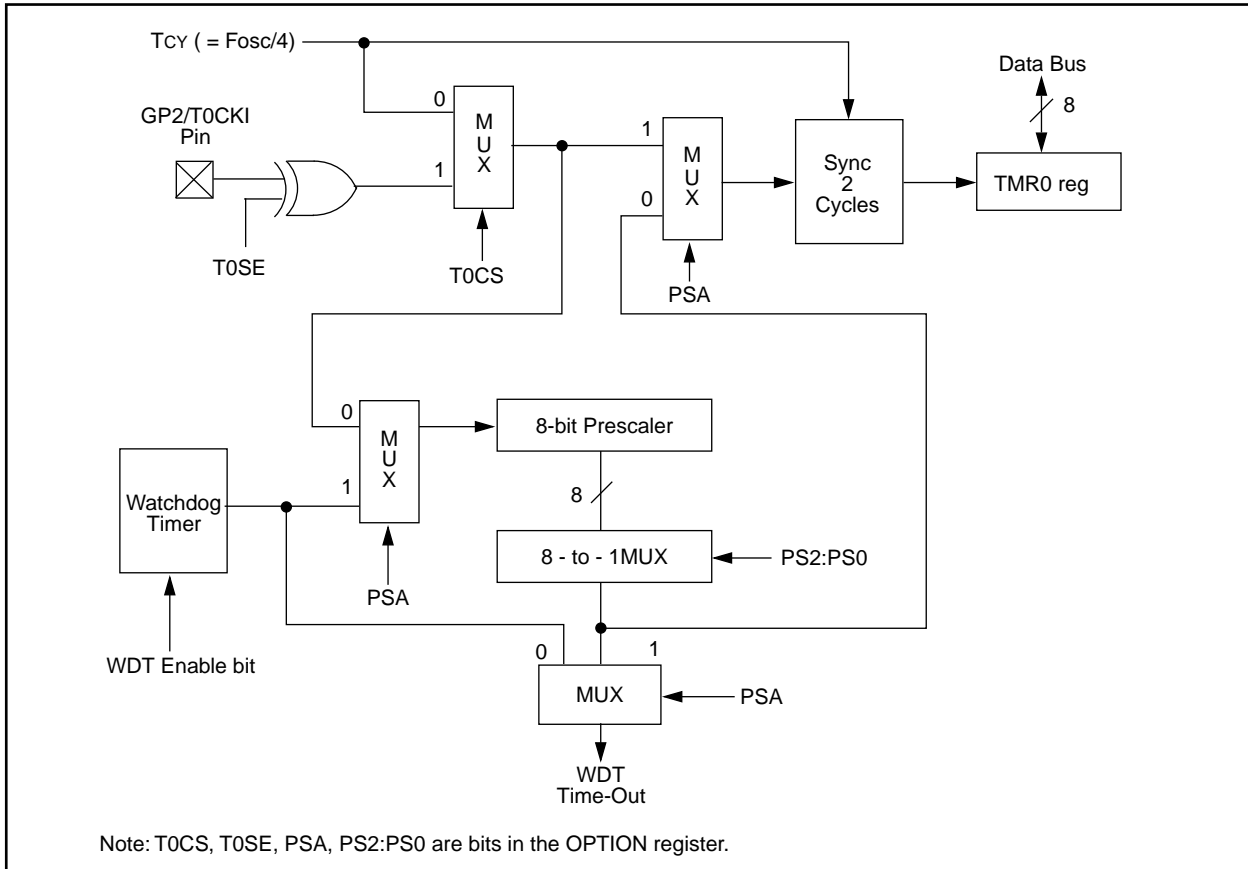 TCY ( = Fosc/4)
Data Bus
8
GP2/T0CKI
Pin
0
1
M
U
X
T0SE
T0CS
1
0
M
U
X
PSA
Sync
2
Cycles
TMR0 reg
0
1
M
U
X
PSA
8-bit Prescaler
8
Watchdog
Timer
8 - to - 1MUX
PS2:PS0
WDT Enable bit
0
1
MUX
PSA
WDT
Time-Out
Note: T0CS, T0SE, PSA, PS2:PS0 are bits in the OPTION register.